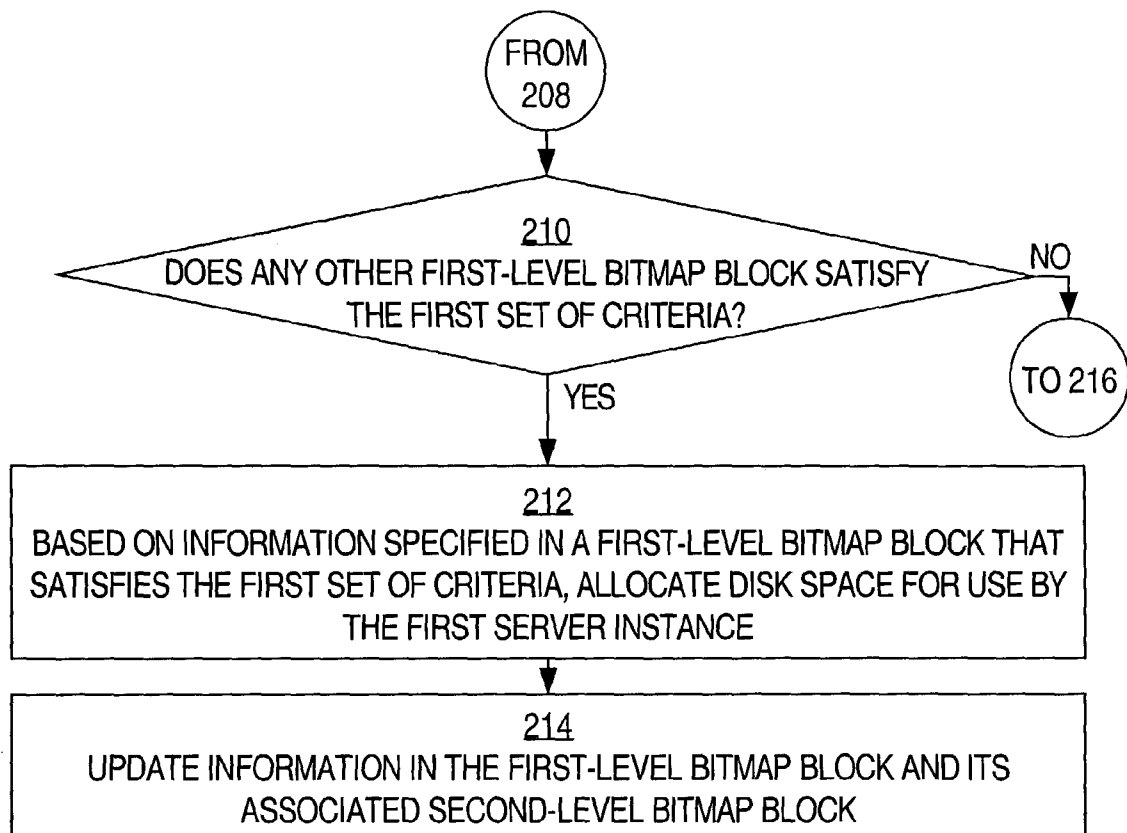 FROM
208
210
DOES ANY OTHER FIRST-LEVEL BITMAP BLOCK SATISFY
THE FIRST SET OF CRITERIA?
NO
TO 216
YES
212
BASED ON INFORMATION SPECIFIED IN A FIRST-LEVEL BITMAP BLOCK THAT
SATISFIES THE FIRST SET OF CRITERIA, ALLOCATE DISK SPACE FOR USE BY
THE FIRST SERVER INSTANCE
214
UPDATE INFORMATION IN THE FIRST-LEVEL BITMAP BLOCK AND ITS
ASSOCIATED SECOND-LEVEL BITMAP BLOCK